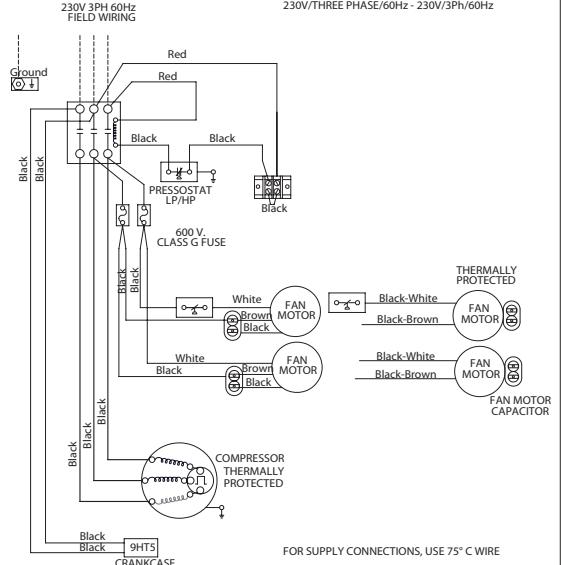 230V 3PH 60Hz
FIELD WIRING
230V/THREE PHASE/60Hz - 230V/3Ph/60Hz
Ground
Red
Red
Black
Black
Black
Black
PRESSOSTAT
LP/HP
Black
600 V.
CLASS G FUSE
Black
Black
White
Brown
Black
FAN
MOTOR
THERMALLY
PROTECTED
Black-White
Black-Brown
FAN
MOTOR
White
Black
Brown
Black
FAN
MOTOR
Black-White
Black-Brown
FAN
MOTOR
FAN MOTOR
CAPACITOR
Black
Black
Black
COMPRESSOR
THERMALLY
PROTECTED
Black
Black
9HT5
CRANKCASE
FOR SUPPLY CONNECTIONS, USE 75° C WIRE